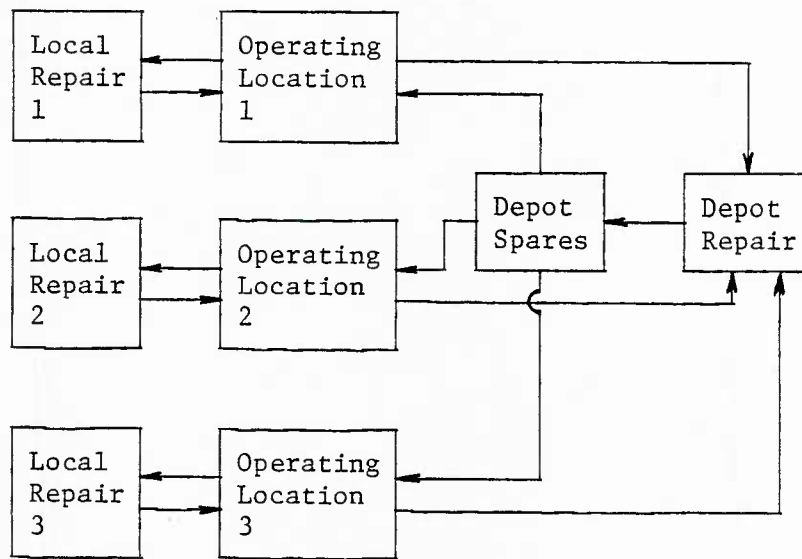 Local
Repair
1
Operating
Location
1
Depot
Spares
Depot
Repair
Local
Repair
2
Operating
Location
2
Local
Repair
3
Operating
Location
3